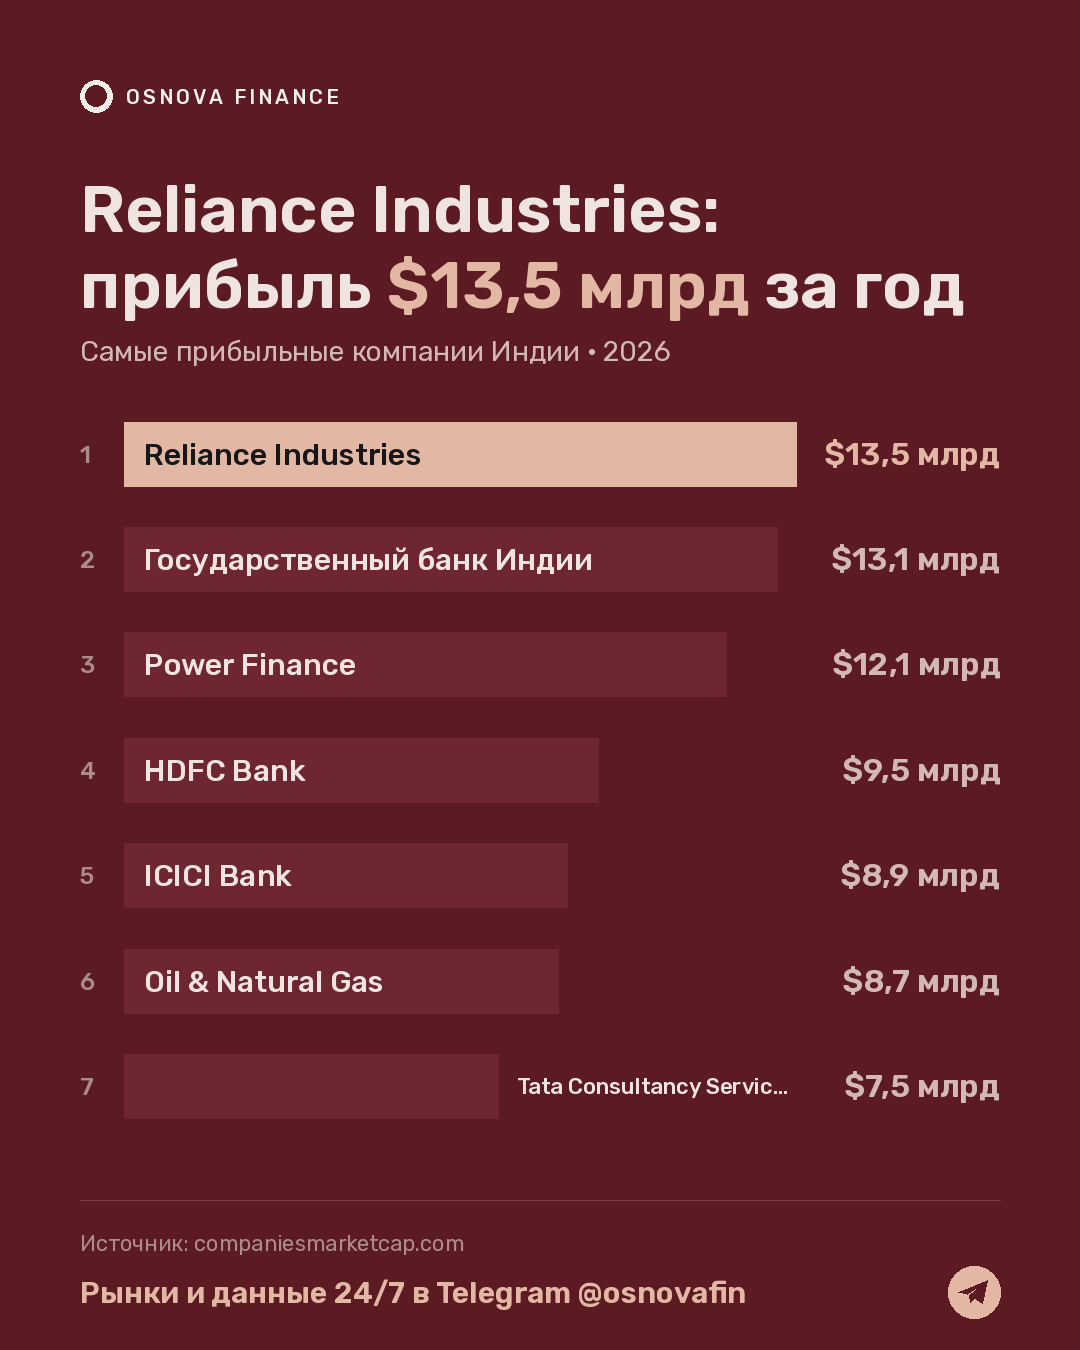 OSNOVA FINANCE
Reliance Industries:
прибыль $13,5 млрд за год
Самые прибыльные компании Индии • 2026
1 Reliance Industries $13,5 млрд
2 Государственный банк Индии $13,1 млрд
3 Power Finance $12,1 млрд
4 HDFC Bank $9,5 млрд
5 ICICI Bank $8,9 млрд
6 Oil & Natural Gas $8,7 млрд
7 Tata Consultancy Servic... $7,5 млрд
Источник: companiesmarketcap.com
Рынки и данные 24/7 в Telegram @osnovafin